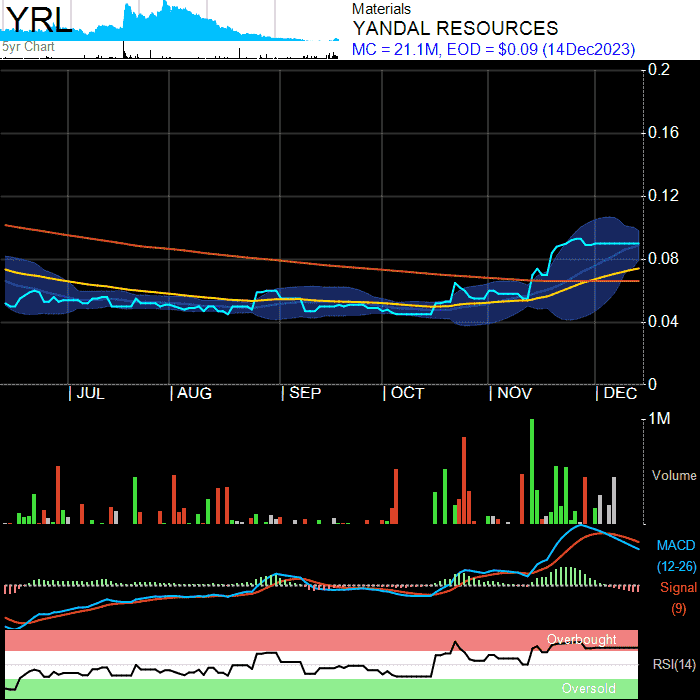 YRL
5yr Chart
Materials
YANDAL RESOURCES
MC = 21.1M, EOD = $0.09 (14Dec2023)
0.2
0.16
0.12
0.08
0.04
0
JUL AUG SEP OCT NOV DEC
1M
Volume
MACD
(12-26)
Signal
(9)
Overbought
RSI(14)
Oversold